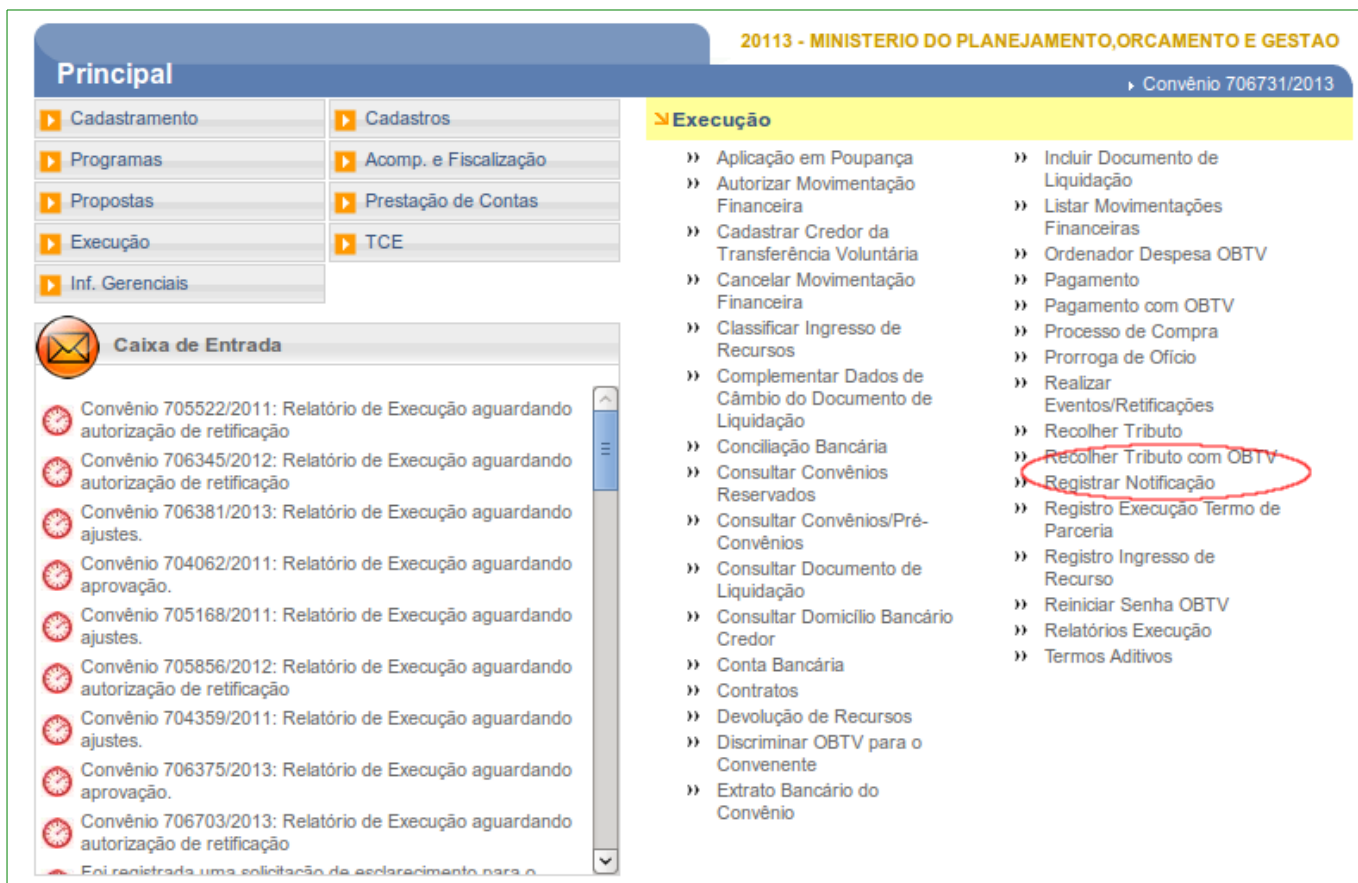 20113 - MINISTERIO DO PLANEJAMENTO,ORCAMENTO E GESTAO
Principal
Convênio 706731/2013
Cadastramento
Cadastros
Programas
Acomp. e Fiscalização
Propostas
Prestação de Contas
Execução
TCE
Inf. Gerenciais
Caixa de Entrada
Convênio 705522/2011: Relatório de Execução aguardando
autorização de retificação
Convênio 706345/2012: Relatório de Execução aguardando
autorização de retificação
Convênio 706381/2013: Relatório de Execução aguardando
ajustes.
Convênio 704062/2011: Relatório de Execução aguardando
aprovação.
Convênio 705168/2011: Relatório de Execução aguardando
ajustes.
Convênio 705856/2012: Relatório de Execução aguardando
autorização de retificação
Convênio 704359/2011: Relatório de Execução aguardando
ajustes.
Convênio 706375/2013: Relatório de Execução aguardando
aprovação.
Convênio 706703/2013: Relatório de Execução aguardando
autorização de retificação
Foi registrada uma solicitação de esclarecimento para o
Execução
Aplicação em Poupança
Autorizar Movimentação
Financeira
Cadastrar Credor da
Transferência Voluntária
Cancelar Movimentação
Financeira
Classificar Ingresso de
Recursos
Complementar Dados de
Câmbio do Documento de
Liquidação
Conciliação Bancária
Consultar Convênios
Reservados
Consultar Convênios/Pré-
Convênios
Consultar Documento de
Liquidação
Consultar Domicílio Bancário
Credor
Conta Bancária
Contratos
Devolução de Recursos
Discriminar OBTV para o
Convenente
Extrato Bancário do
Convênio
Incluir Documento de
Liquidação
Listar Movimentações
Financeiras
Ordenador Despesa OBTV
Pagamento
Pagamento com OBTV
Processo de Compra
Prorroga de Ofício
Realizar
Eventos/Retificações
Recolher Tributo
Recolher Tributo com OBTV
Registrar Notificação
Registro Execução Termo de
Parceria
Registro Ingresso de
Recurso
Reiniciar Senha OBTV
Relatórios Execução
Termos Aditivos